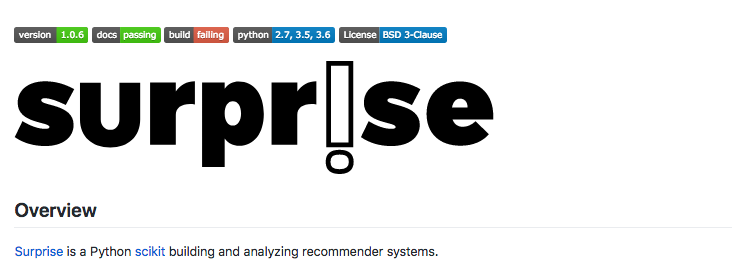 version 1.0.6 docs passing build failing python 2.7, 3.5, 3.6 License BSD 3-Clause
surpr!se
Overview
Surprise is a Python scikit building and analyzing recommender systems.